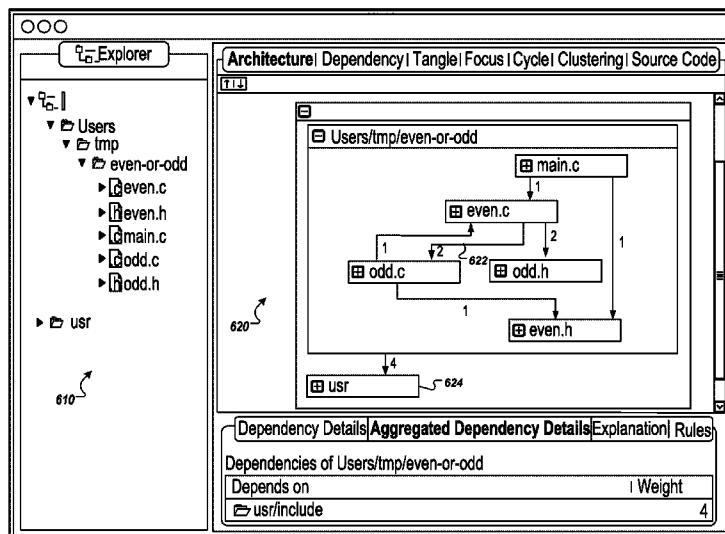 Explorer
Users
tmp
even-or-odd
even.c
even.h
main.c
odd.c
odd.h
usr
610
Architecture| Dependency| Tangle| Focus| Cycle| Clustering| Source Code
Users/tmp/even-or-odd
main.c
1
even.c
1
2
622
2
1
odd.c
odd.h
1
even.h
620
4
usr
624
Dependency Details|Aggregated Dependency Details|Explanation| Rules
Dependencies of Users/tmp/even-or-odd
Depends on | Weight
usr/include 4